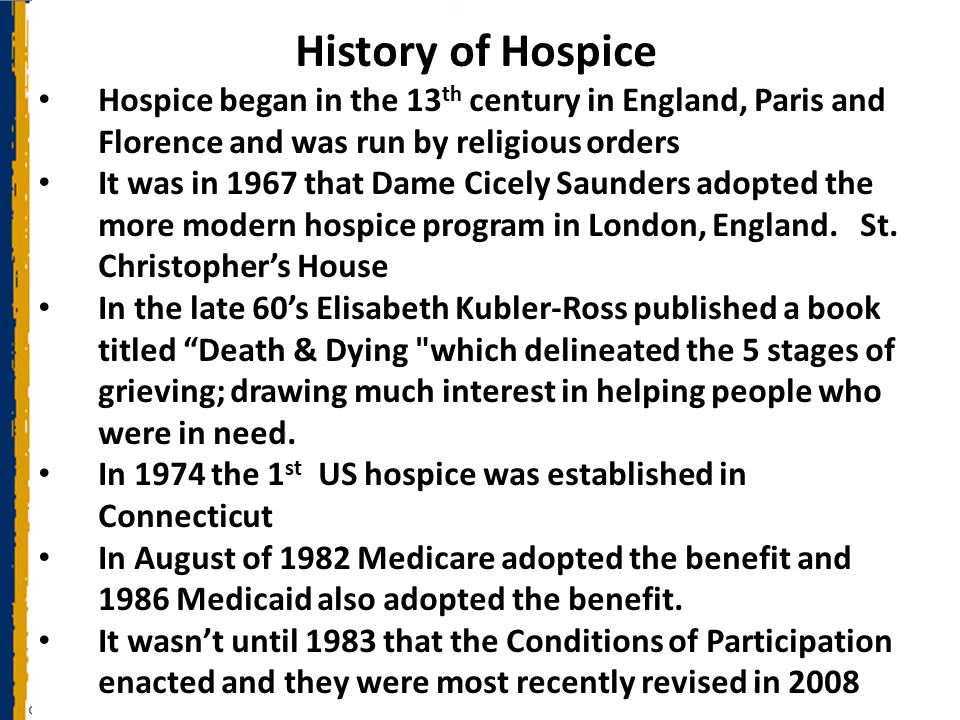 History of Hospice
• Hospice began in the 13th century in England, Paris and
Florence and was run by religious orders
• It was in 1967 that Dame Cicely Saunders adopted the
more modern hospice program in London, England.   St.
Christopher’s House
• In the late 60’s Elisabeth Kubler-Ross published a book
titled “Death & Dying "which delineated the 5 stages of
grieving; drawing much interest in helping people who
were in need.
• In 1974 the 1st  US hospice was established in
Connecticut
• In August of 1982 Medicare adopted the benefit and
1986 Medicaid also adopted the benefit.
• It wasn’t until 1983 that the Conditions of Participation
enacted and they were most recently revised in 2008